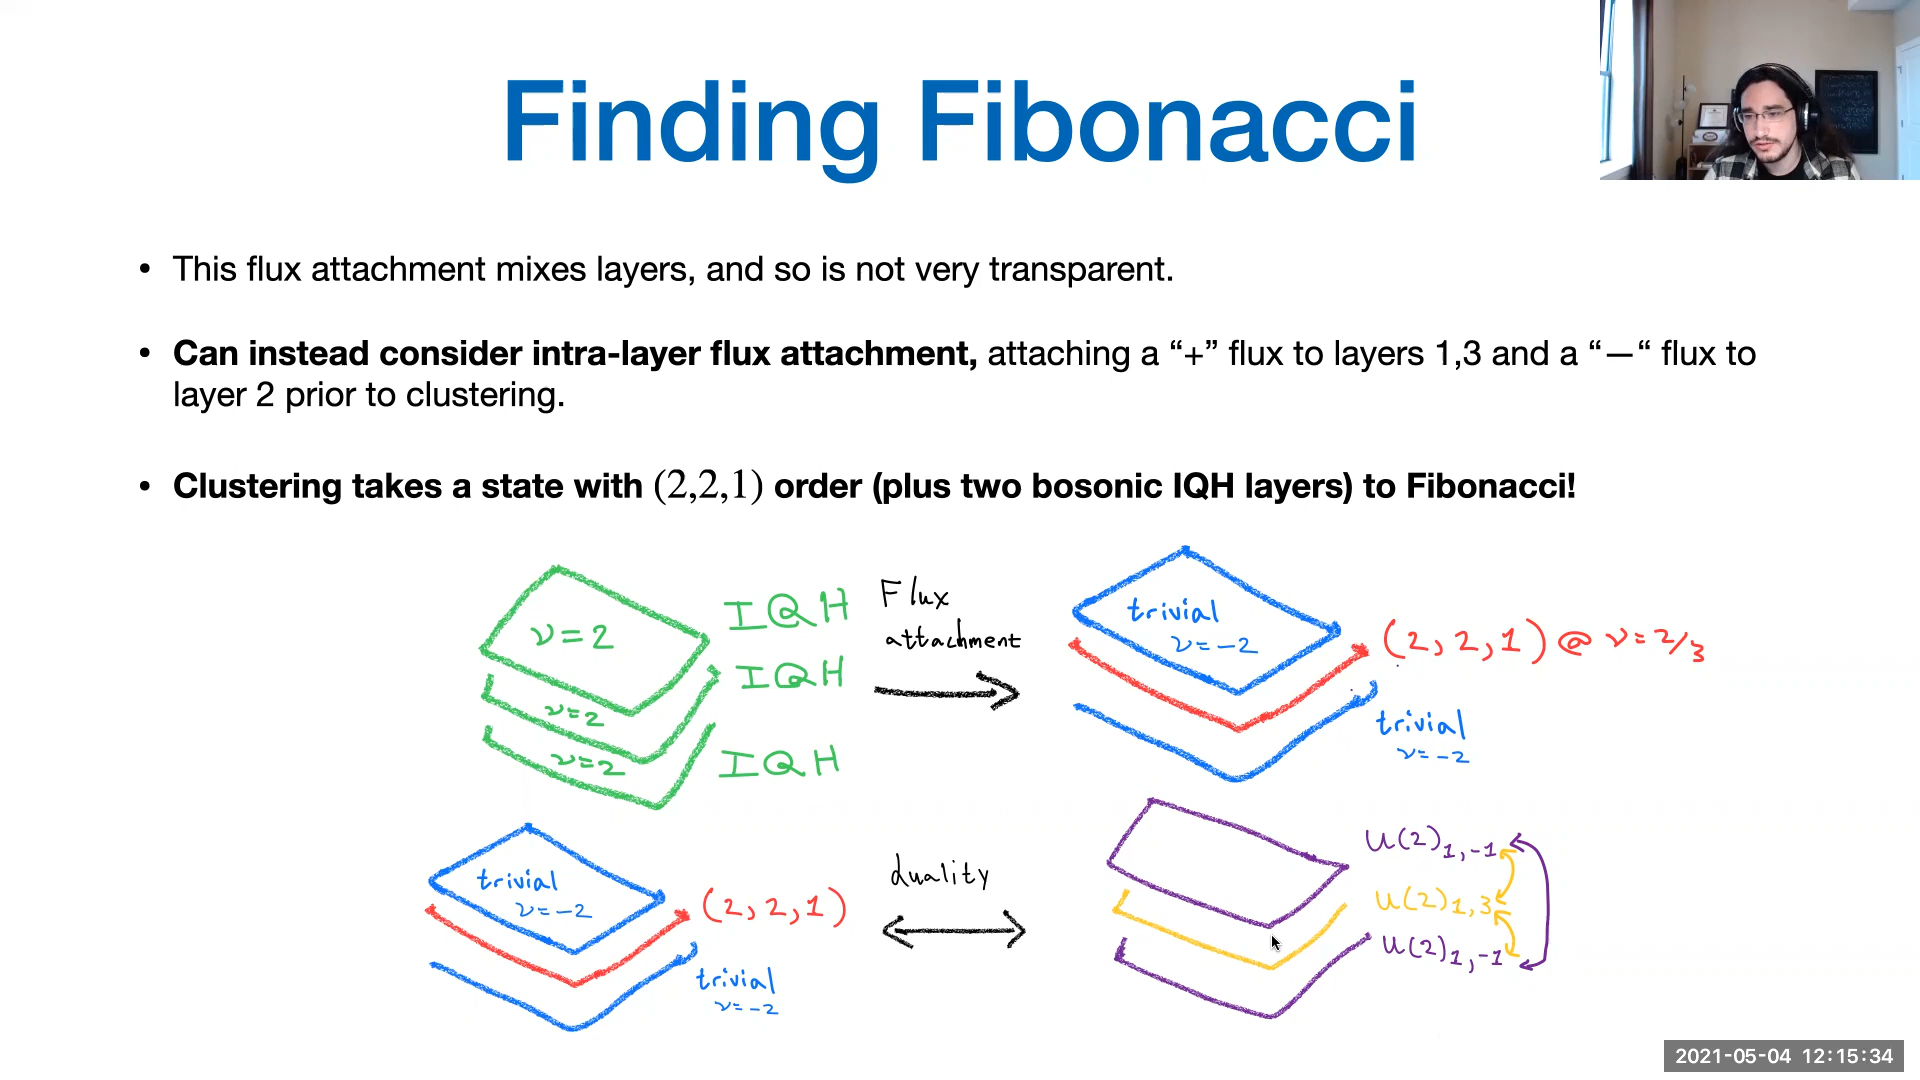 Finding Fibonacci
• This flux attachment mixes layers, and so is not very transparent.
• Can instead consider intra-layer flux attachment, attaching a “+” flux to layers 1,3 and a “—“ flux to
layer 2 prior to clustering.
• Clustering takes a state with (2,2,1) order (plus two bosonic IQH layers) to Fibonacci!
ν=2
IQH
ν=2
IQH
ν=2
IQH
Flux
attachment
trivial
ν=-2
(2,2,1) @ ν=2/3
trivial
ν=-2
trivial
ν=-2
(2,2,1)
trivial
ν=-2
duality
U(2)1,-1
U(2)1,3
U(2)1,-1
2021-05-04 12:15:34